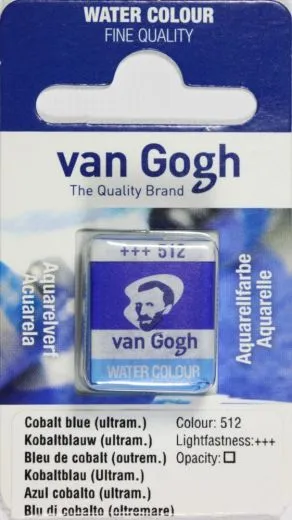 WATER COLOUR
FINE QUALITY
van Gogh
The Quality Brand
Aquarelverf
Acuarela
+++ 512
van Gogh
WATER COLOUR
Aquarellfarbe
Aquarelle
Cobalt blue (ultram.)
Kobaltblauw (ultram.)
Bleu de cobalt (outrem.)
Kobaltblau (Ultram.)
Azul cobalto (ultram.)
Blu di cobalto (oltremare)
Colour: 512
Lightfastness:+++
Opacity: □